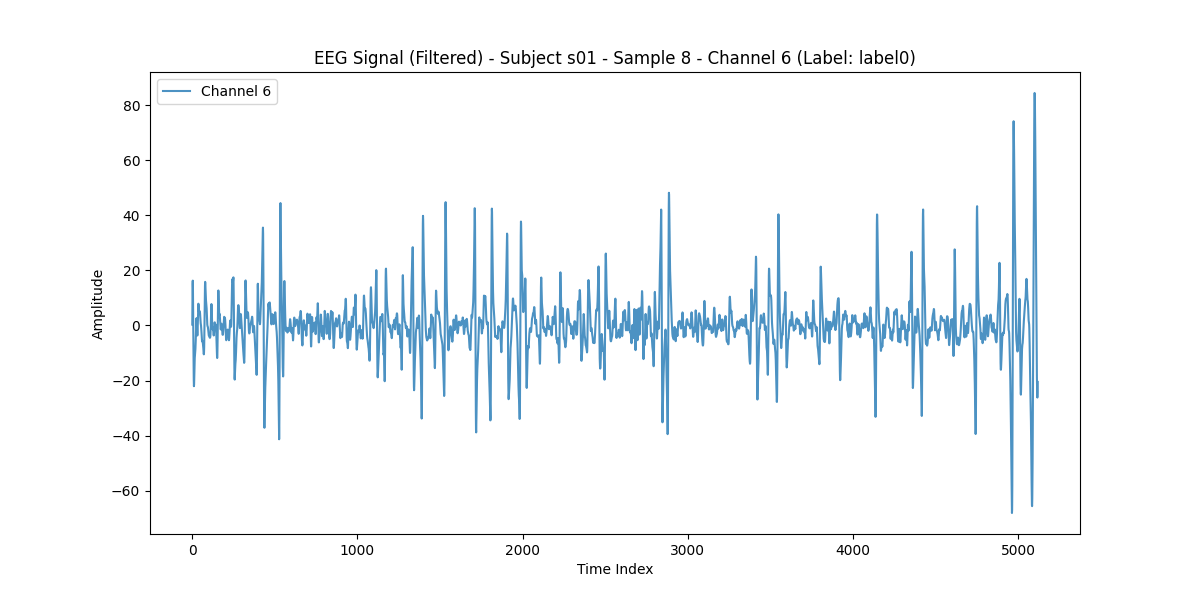 EEG Signal (Filtered) - Subject s01 - Sample 8 - Channel 6 (Label: label0)
Channel 6
80
60
40
20
0
−20
−40
−60
Amplitude
0 1000 2000 3000 4000 5000
Time Index